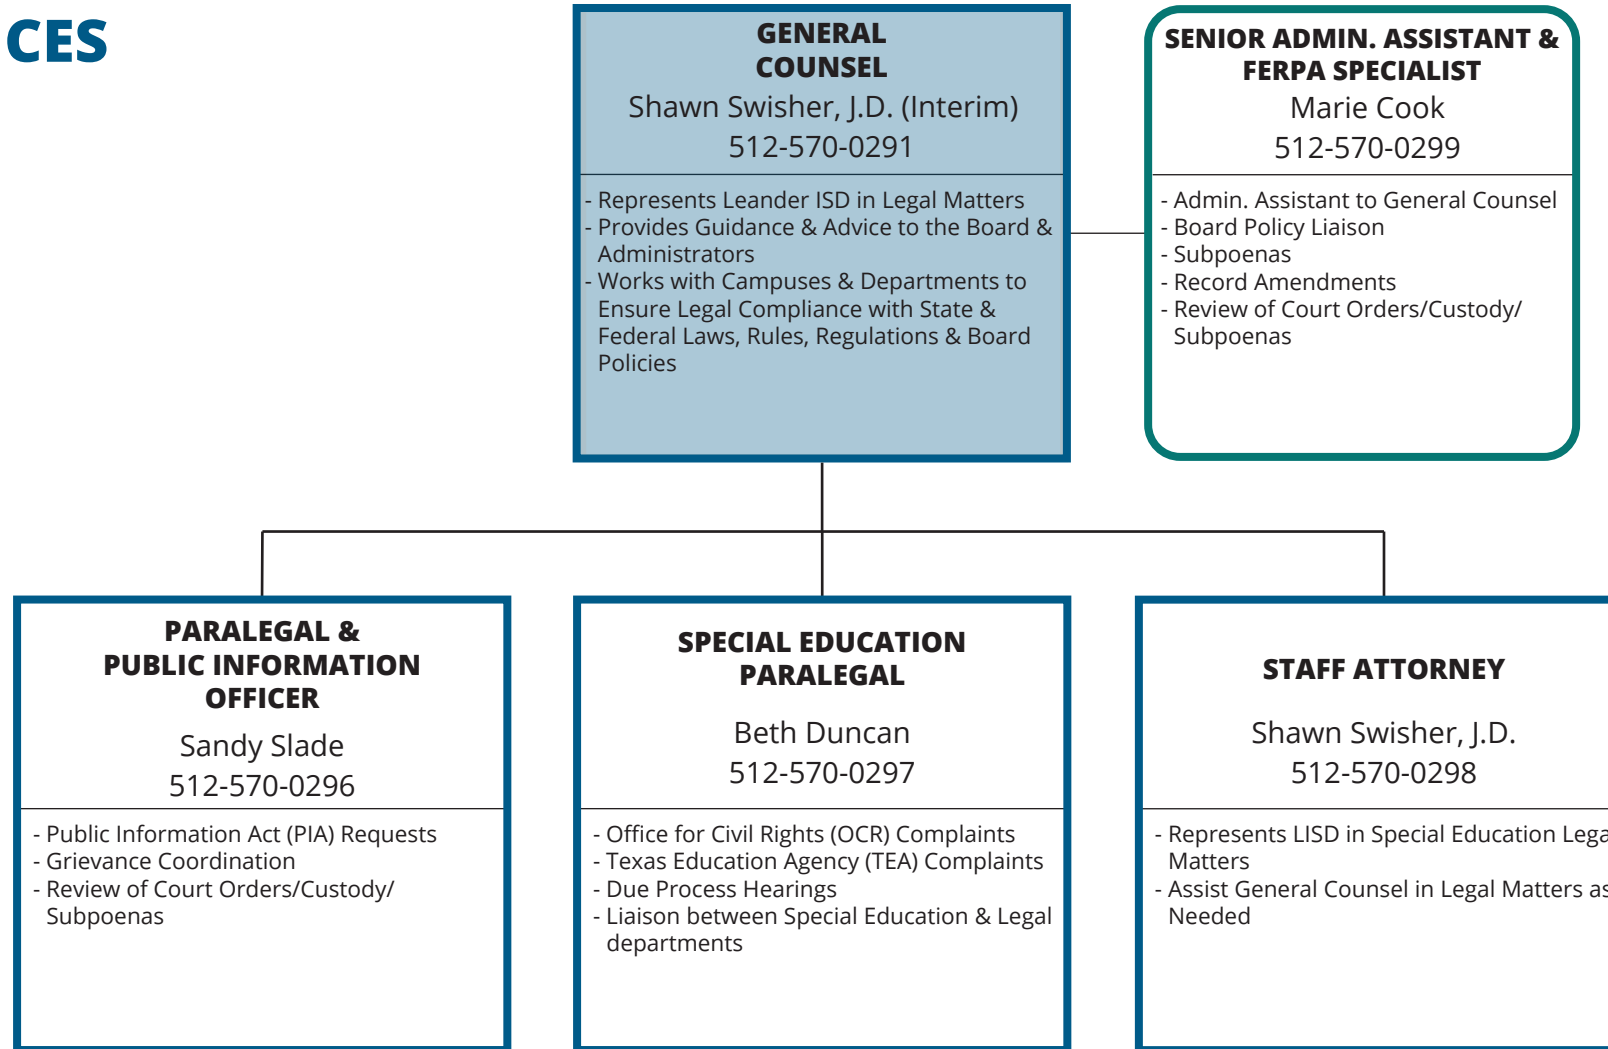 CES
GENERAL
COUNSEL
Shawn Swisher, J.D. (Interim)
512-570-0291
- Represents Leander ISD in Legal Matters
- Provides Guidance & Advice to the Board &
Administrators
- Works with Campuses & Departments to
Ensure Legal Compliance with State &
Federal Laws, Rules, Regulations & Board
Policies
SENIOR ADMIN. ASSISTANT &
FERPA SPECIALIST
Marie Cook
512-570-0299
- Admin. Assistant to General Counsel
- Board Policy Liaison
- Subpoenas
- Record Amendments
- Review of Court Orders/Custody/
Subpoenas
PARALEGAL &
PUBLIC INFORMATION
OFFICER
Sandy Slade
512-570-0296
- Public Information Act (PIA) Requests
- Grievance Coordination
- Review of Court Orders/Custody/
Subpoenas
SPECIAL EDUCATION
PARALEGAL
Beth Duncan
512-570-0297
- Office for Civil Rights (OCR) Complaints
- Texas Education Agency (TEA) Complaints
- Due Process Hearings
- Liaison between Special Education & Legal
departments
STAFF ATTORNEY
Shawn Swisher, J.D.
512-570-0298
- Represents LISD in Special Education Lega
Matters
- Assist General Counsel in Legal Matters as
Needed